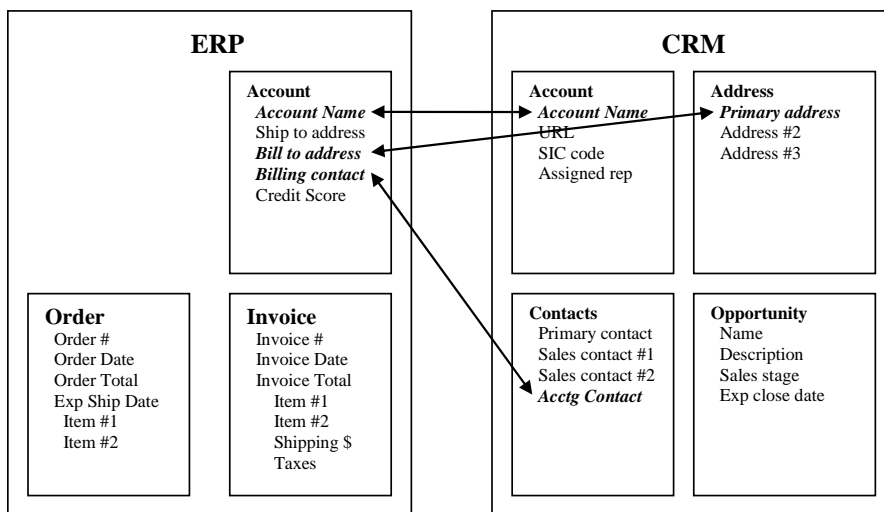 ERP
Account
Account Name
Ship to address
Bill to address
Billing contact
Credit Score
Order
Order #
Order Date
Order Total
Exp Ship Date
Item #1
Item #2
Invoice
Invoice #
Invoice Date
Invoice Total
Item #1
Item #2
Shipping $
Taxes
CRM
Account
Account Name
URL
SIC code
Assigned rep
Address
Primary address
Address #2
Address #3
Contacts
Primary contact
Sales contact #1
Sales contact #2
Acctg Contact
Opportunity
Name
Description
Sales stage
Exp close date